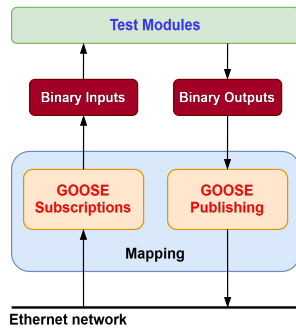 Test Modules
Binary Inputs
Binary Outputs
GOOSE
Subscriptions
GOOSE
Publishing
Mapping
Ethernet network